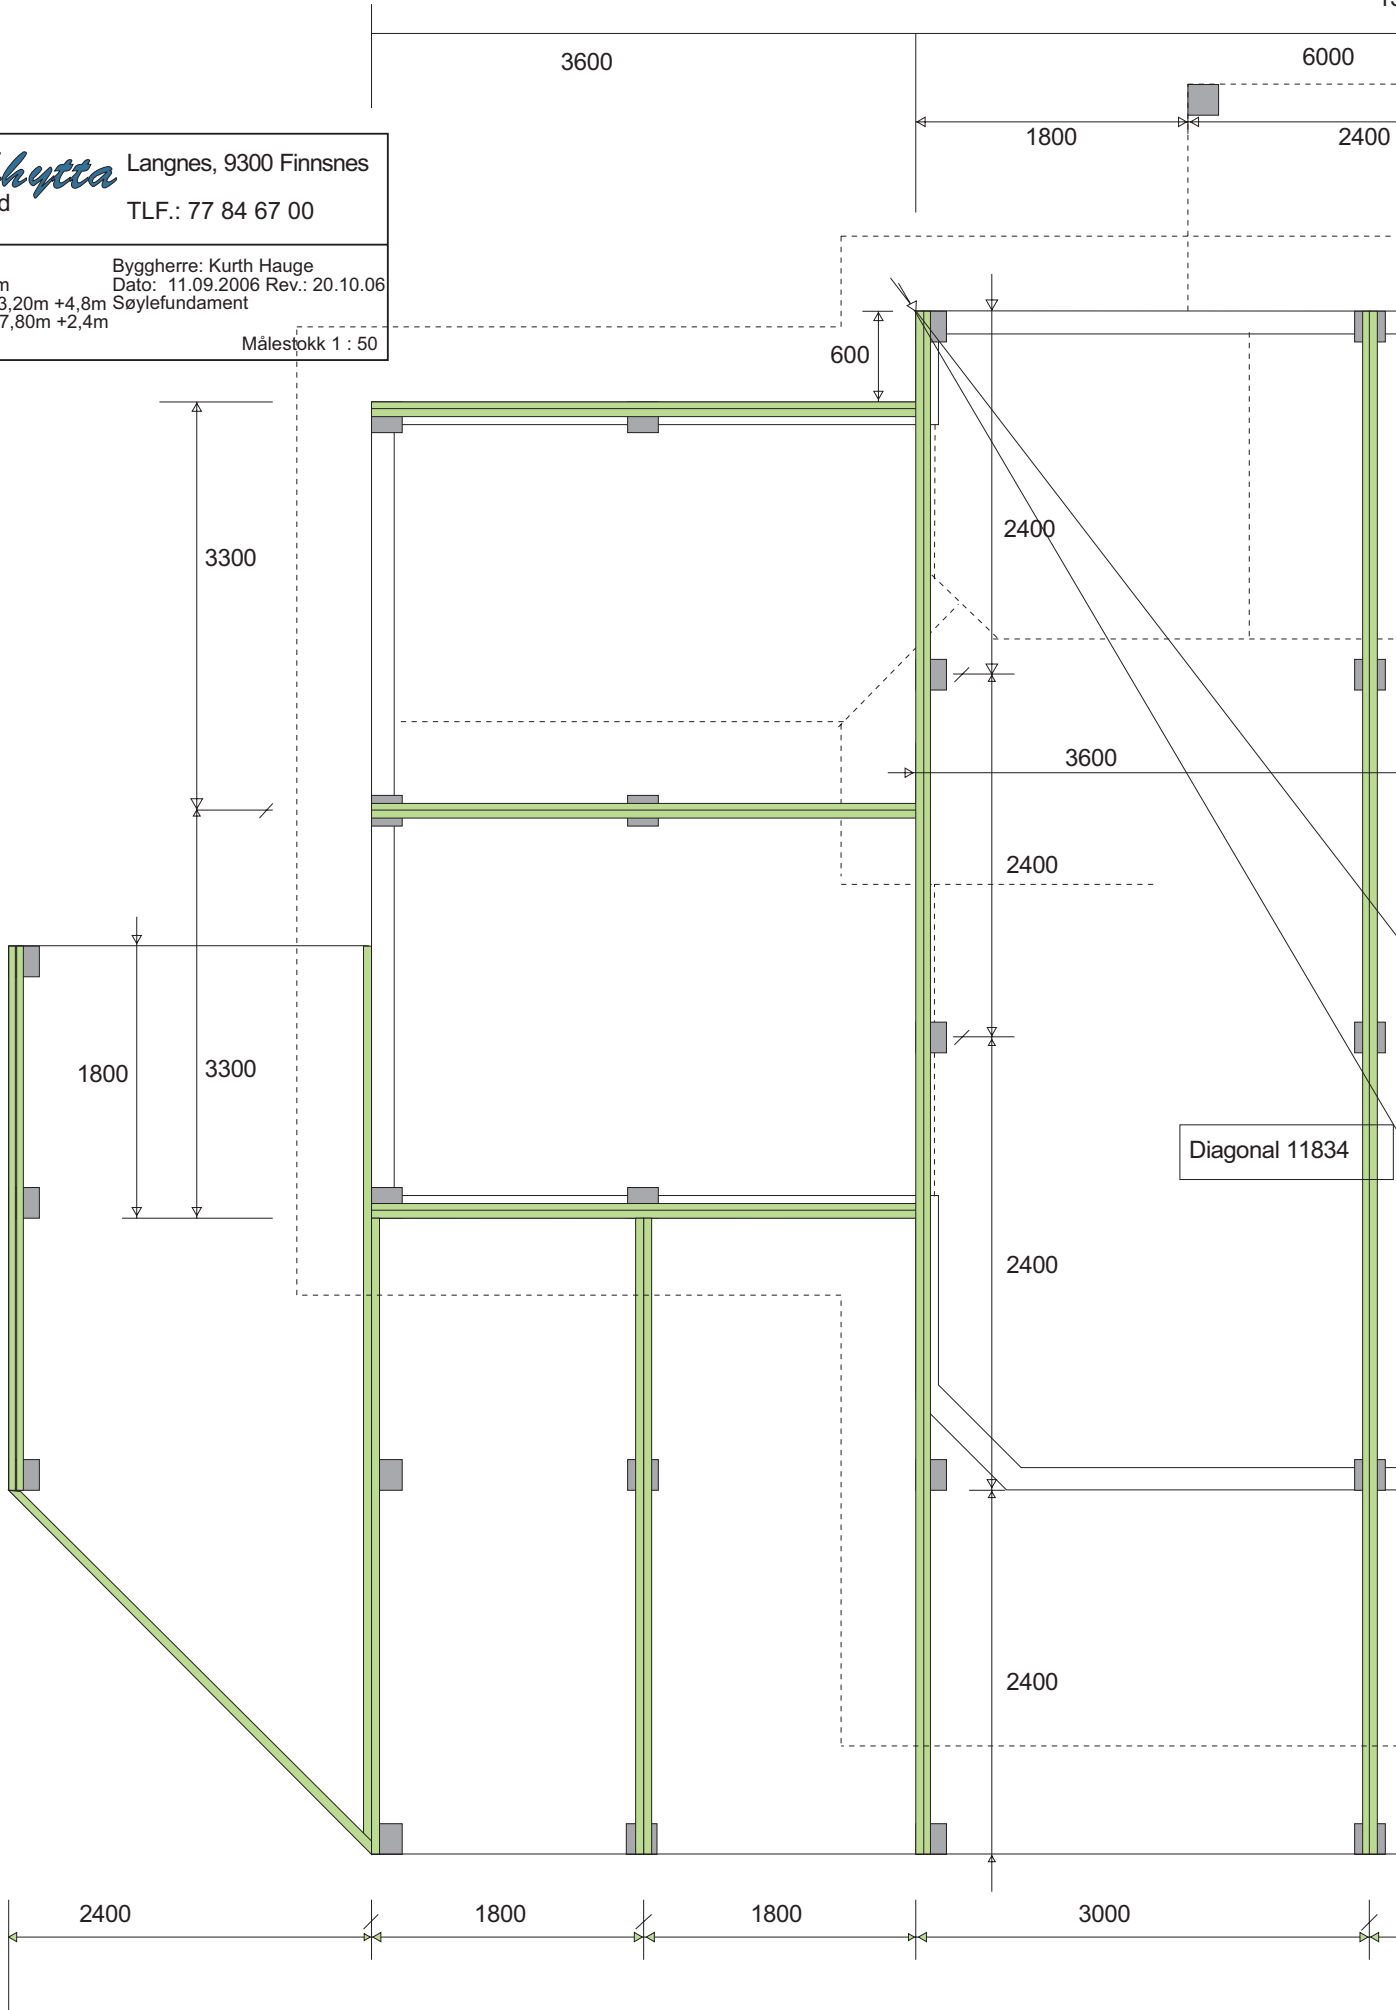 3600
6000
1800
2400
hytta Langnes, 9300 Finnsnes
d
TLF.: 77 84 67 00
Byggherre: Kurth Hauge
m
Dato: 11.09.2006 Rev.: 20.10.06
3,20m +4,8m Søylefundament
7,80m +2,4m
Målestokk 1 : 50
600
3300
2400
3600
2400
1800
3300
Diagonal 11834
2400
2400
2400
1800
1800
3000